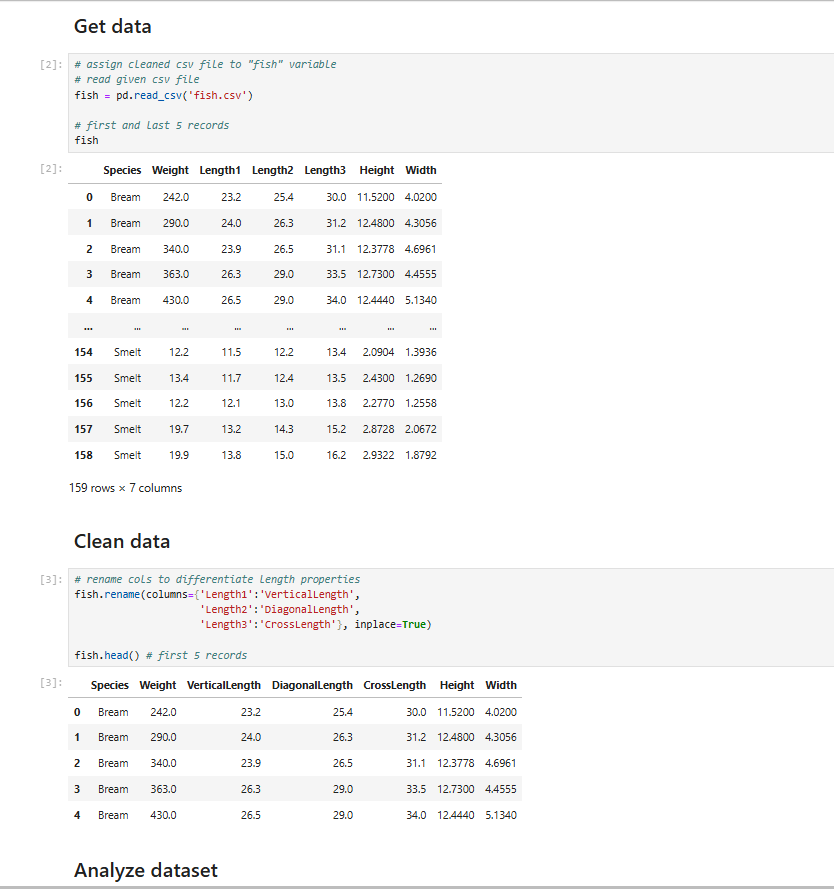 Get data
[2]: # assign cleaned csv file to "fish" variable
# read given csv file
fish = pd.read_csv('fish.csv')
# first and last 5 records
fish
[2]: Species Weight Length1 Length2 Length3 Height Width
0 Bream 242.0 23.2 25.4 30.0 11.5200 4.0200
1 Bream 290.0 24.0 26.3 31.2 12.4800 4.3056
2 Bream 340.0 23.9 26.5 31.1 12.3778 4.6961
3 Bream 363.0 26.3 29.0 33.5 12.7300 4.4555
4 Bream 430.0 26.5 29.0 34.0 12.4440 5.1340
... ... ... ... ... ... ... ...
154 Smelt 12.2 11.5 12.2 13.4 2.0904 1.3936
155 Smelt 13.4 11.7 12.4 13.5 2.4300 1.2690
156 Smelt 12.2 12.1 13.0 13.8 2.2770 1.2558
157 Smelt 19.7 13.2 14.3 15.2 2.8728 2.0672
158 Smelt 19.9 13.8 15.0 16.2 2.9322 1.8792
159 rows × 7 columns
Clean data
[3]: # rename cols to differentiate Length properties
fish.rename(columns={'Length1':'VerticalLength',
'Length2':'DiagonalLength',
'Length3':'CrossLength'}, inplace=True)
fish.head() # first 5 records
[3]: Species Weight VerticalLength DiagonalLength CrossLength Height Width
0 Bream 242.0 23.2 25.4 30.0 11.5200 4.0200
1 Bream 290.0 24.0 26.3 31.2 12.4800 4.3056
2 Bream 340.0 23.9 26.5 31.1 12.3778 4.6961
3 Bream 363.0 26.3 29.0 33.5 12.7300 4.4555
4 Bream 430.0 26.5 29.0 34.0 12.4440 5.1340
Analyze dataset